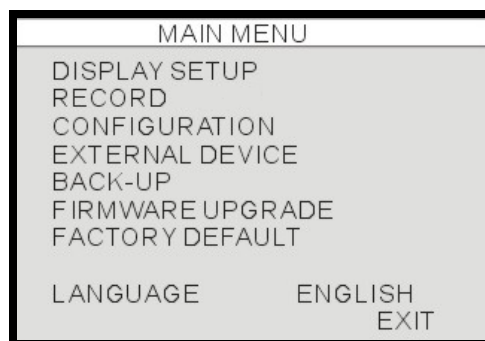 MAIN MENU
DISPLAY SETUP
RECORD
CONFIGURATION
EXTERNAL DEVICE
BACK-UP
FIRMWARE UPGRADE
FACTORY DEFAULT
LANGUAGE ENGLISH
EXIT